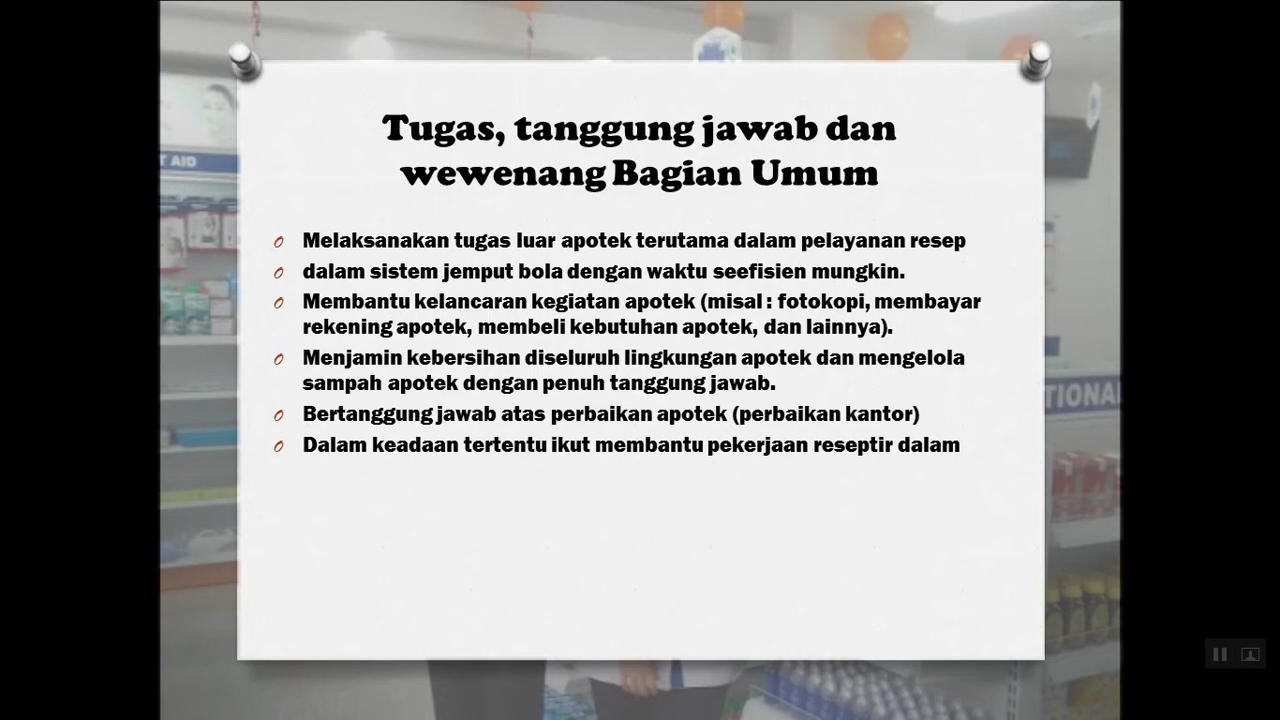 Tugas, tanggung jawab dan
wewenang Bagian Umum
Melaksanakan tugas luar apotek terutama dalam pelayanan resep
dalam sistem jemput bola dengan waktu seefisien mungkin.
Membantu kelancaran kegiatan apotek (misal : fotokopi, membayar
rekening apotek, membeli kebutuhan apotek, dan lainnya).
Menjamin kebersihan diseluruh lingkungan apotek dan mengelola
sampah apotek dengan penuh tanggung jawab.
Bertanggung jawab atas perbaikan apotek (perbaikan kantor)
Dalam keadaan tertentu ikut membantu pekerjaan reseptir dalam
T AID
TIONAL